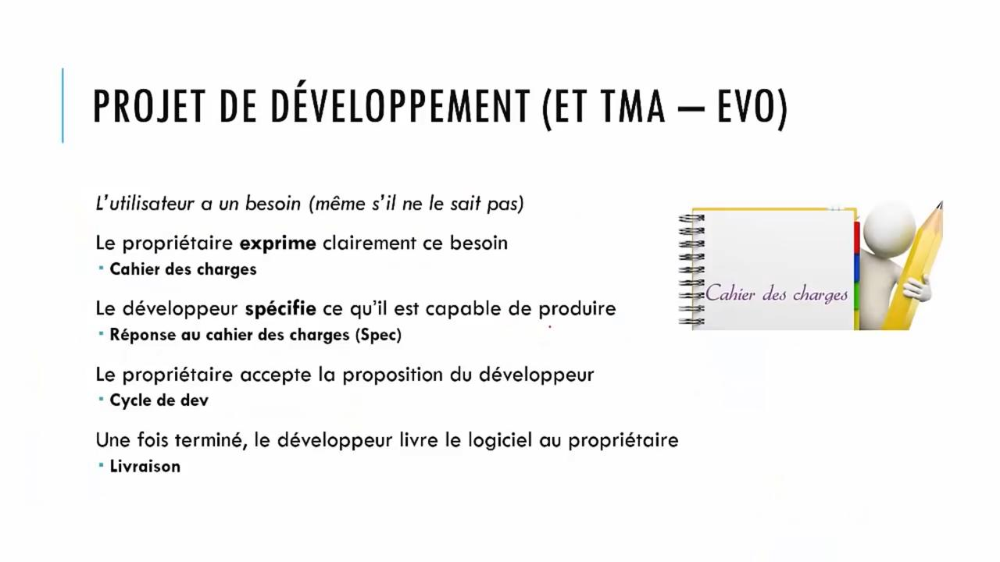 PROJET DE DÉVELOPPEMENT (ET TMA – EVO)
L'utilisateur a un besoin (même s'il ne le sait pas)
Le propriétaire exprime clairement ce besoin
▪ Cahier des charges
Le développeur spécifie ce qu'il est capable de produire
▪ Réponse au cahier des charges (Spec)
Le propriétaire accepte la proposition du développeur
▪ Cycle de dev
Une fois terminé, le développeur livre le logiciel au propriétaire
▪ Livraison
Cahier des charges